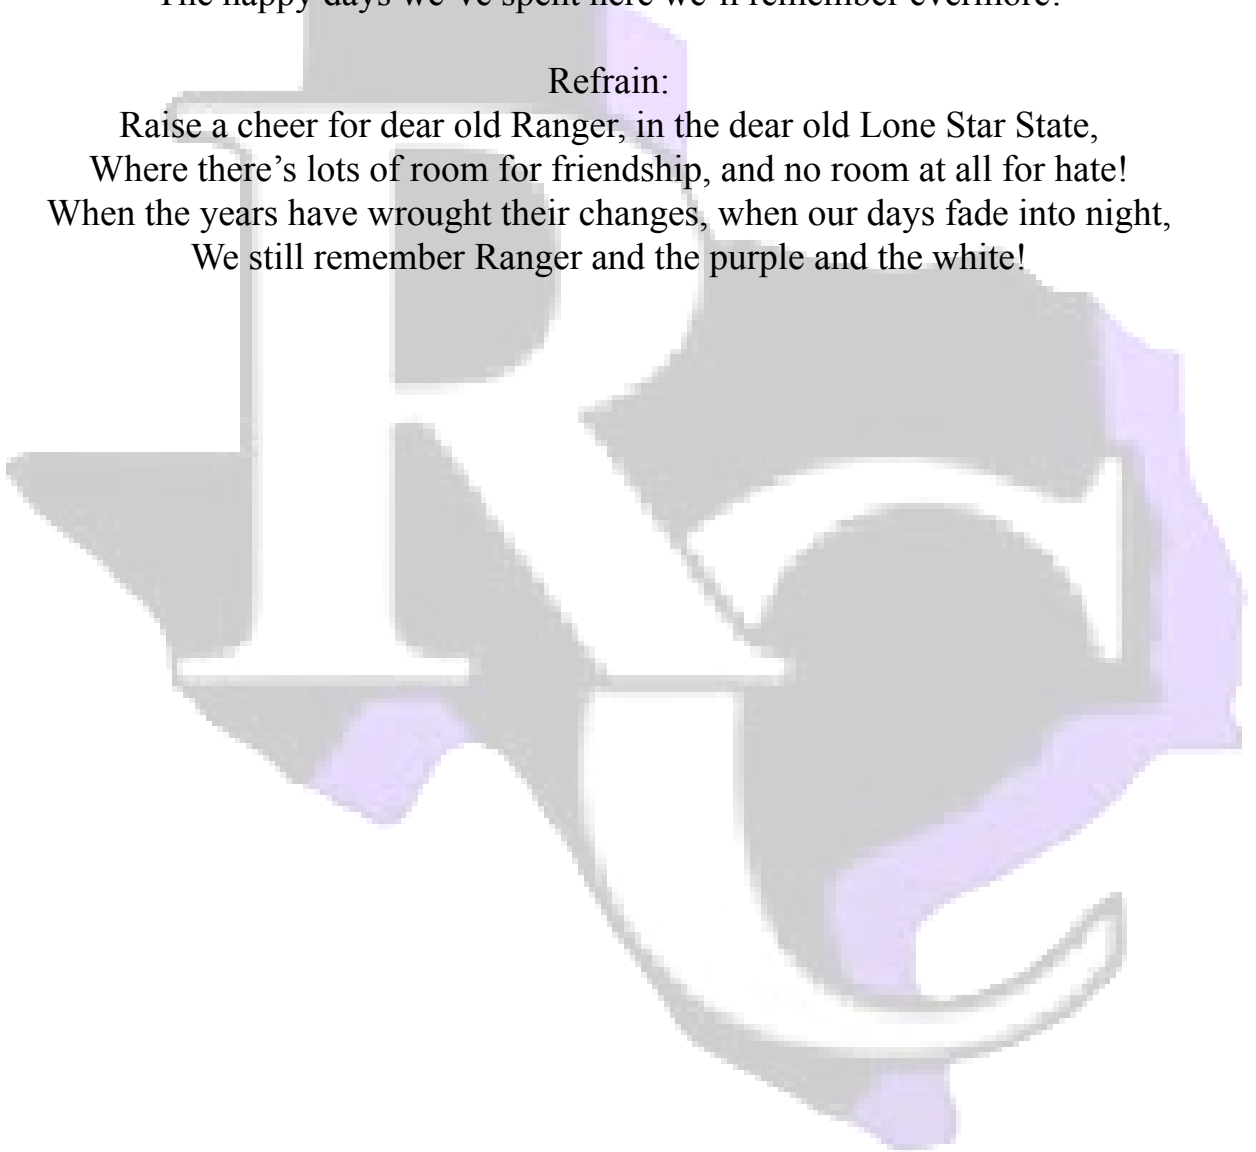 The happy days we’ve spent here we’ll remember evermore!
Refrain:
Raise a cheer for dear old Ranger, in the dear old Lone Star State,
Where there’s lots of room for friendship, and no room at all for hate!
When the years have wrought their changes, when our days fade into night,
We still remember Ranger and the purple and the white!
RC